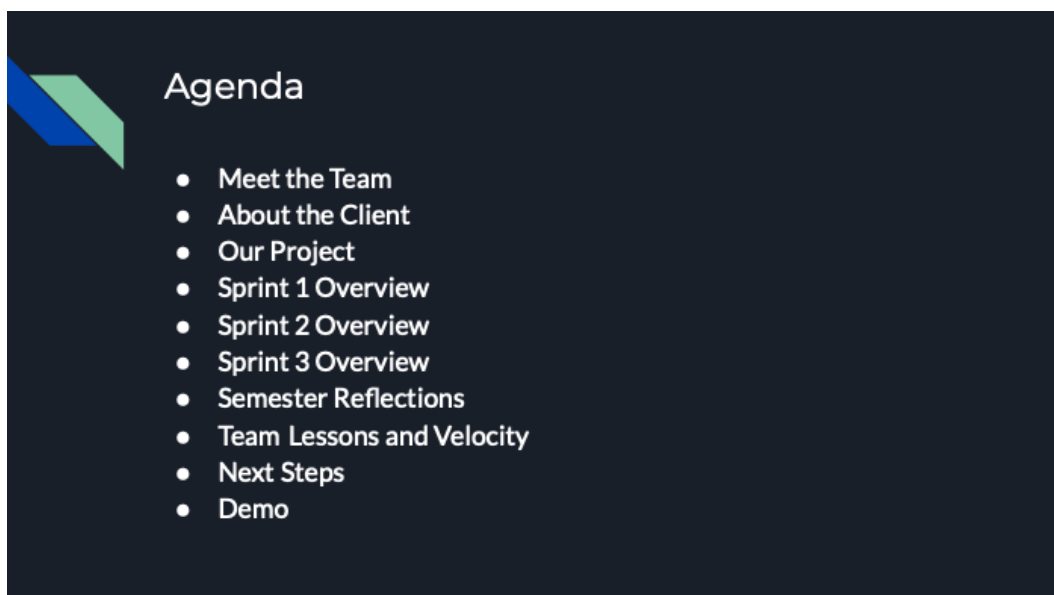 Agenda
● Meet the Team
● About the Client
● Our Project
● Sprint 1 Overview
● Sprint 2 Overview
● Sprint 3 Overview
● Semester Reflections
● Team Lessons and Velocity
● Next Steps
● Demo